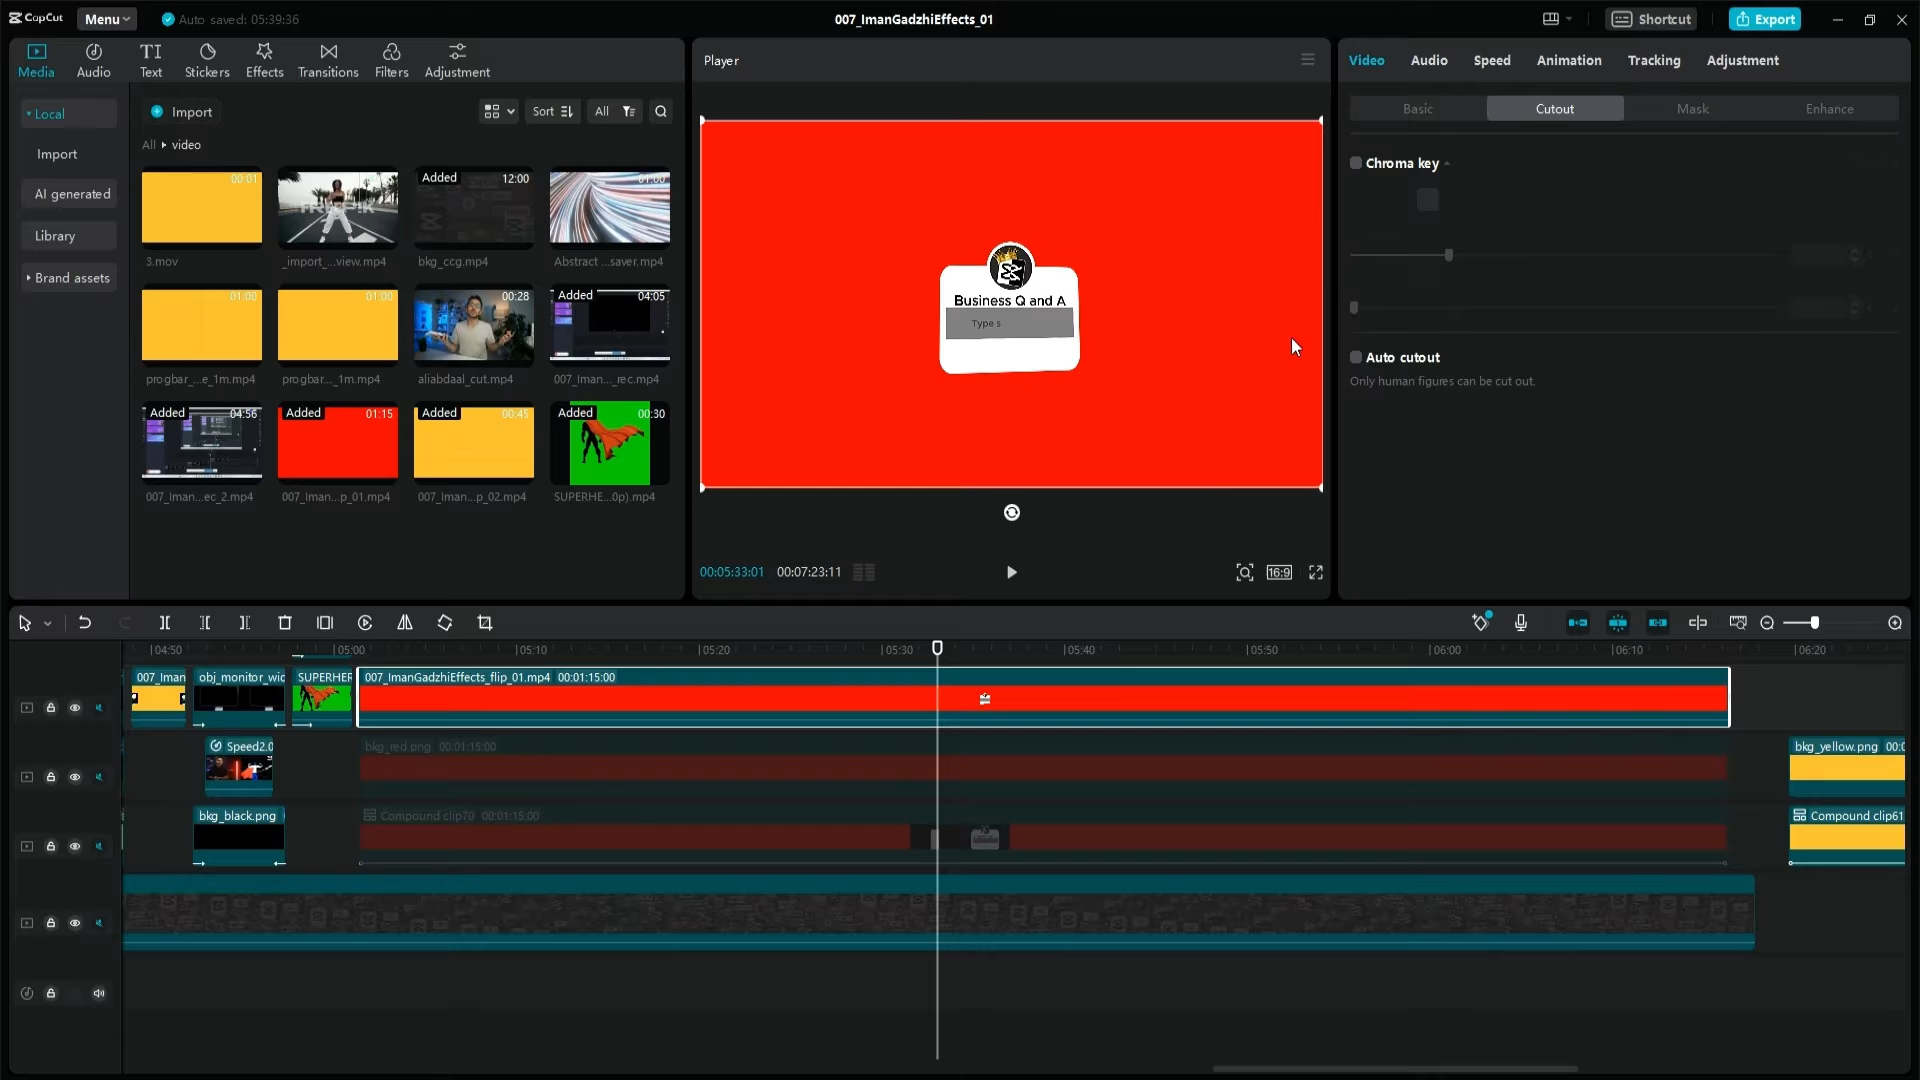 CapCut
Menu
Auto saved: 05:39:36
007_ImanGadzhiEffects_01
Shortcut
Export
Media
Audio
Text
Stickers
Effects
Transitions
Filters
Adjustment
Local
Import
AI generated
Library
Brand assets
Import
Sort
All
All
video
00:01
Added
12:00
01:00
3.mov
_import_...view.mp4
bkg_ccg.mp4
Abstract ...saver.mp4
01:00
01:00
00:28
Added
04:05
progbar_...e_1m.mp4
progbar..._1m.mp4
aliabdaal_cut.mp4
007_Iman..._rec.mp4
Added
04:56
Added
01:15
Added
00:45
Added
00:30
007_Iman...ec_2.mp4
007_Iman...p_01.mp4
007_Iman...p_02.mp4
SUPERHE...0p).mp4
Player
Business Q and A
Type s
00:05:33:01
00:07:23:11
16:9
Video
Audio
Speed
Animation
Tracking
Adjustment
Basic
Cutout
Mask
Enhance
Chroma key
Auto cutout
Only human figures can be cut out.
04:50
05:00
05:10
05:20
05:30
05:40
05:50
06:00
06:10
06:20
007_Iman
obj_monitor_wid
SUPERHER
007_ImanGadzhiEffects_flip_01.mp4 00:01:15:00
Speed2.0
bkg_red.png 00:01:15:00
bkg_yellow.png 00:0
bkg_black.png
Compound clip70 00:01:15:00
Compound clip61